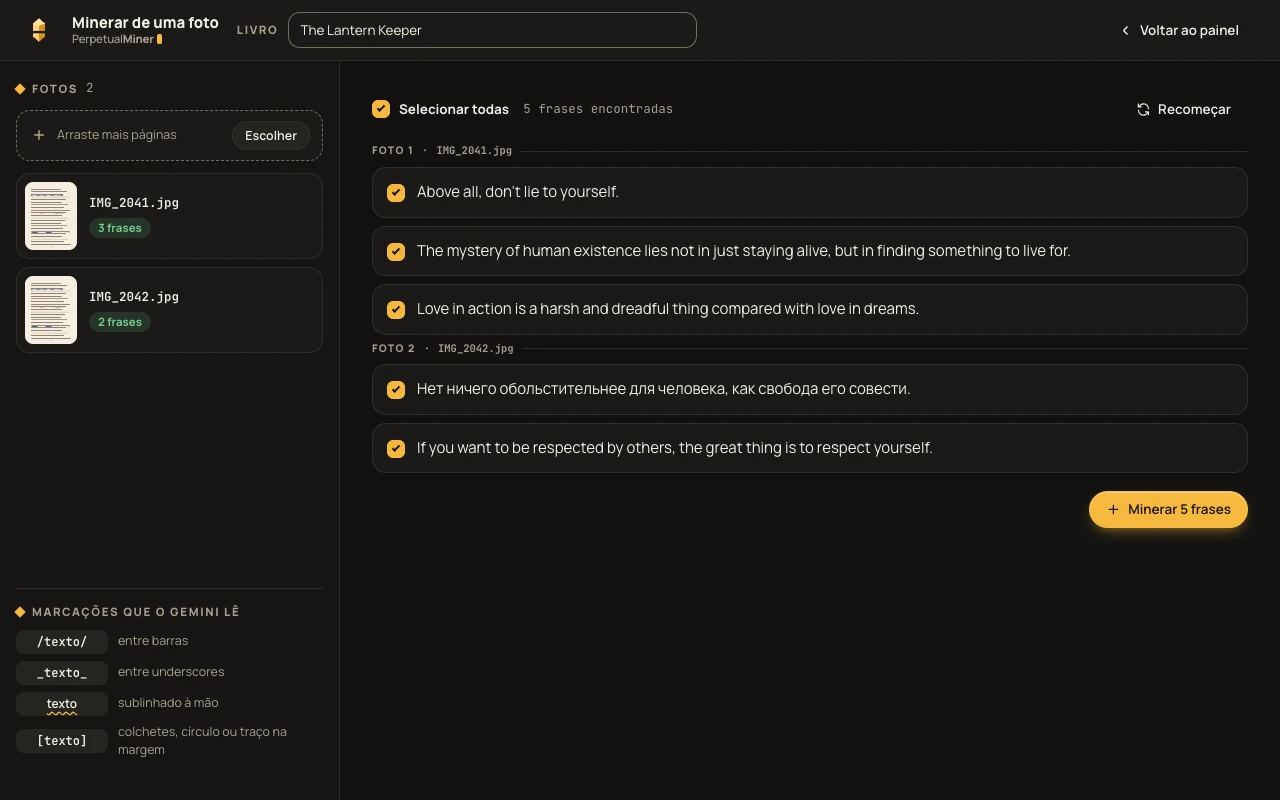 Minerar de uma foto
PerpetualMiner
LIVRO
The Lantern Keeper
Voltar ao painel
FOTOS 2
Arraste mais páginas
Escolher
IMG_2041.jpg
3 frases
IMG_2042.jpg
2 frases
MARCAÇÕES QUE O GEMINI LÊ
/texto/ entre barras
_texto_ entre underscores
texto sublinhado à mão
[texto] colchetes, círculo ou traço na
margem
Selecionar todas 5 frases encontradas
Recomeçar
FOTO 1 · IMG_2041.jpg
Above all, don't lie to yourself.
The mystery of human existence lies not in just staying alive, but in finding something to live for.
Love in action is a harsh and dreadful thing compared with love in dreams.
FOTO 2 · IMG_2042.jpg
Нет ничего обольстительнее для человека, как свобода его совести.
If you want to be respected by others, the great thing is to respect yourself.
Minerar 5 frases